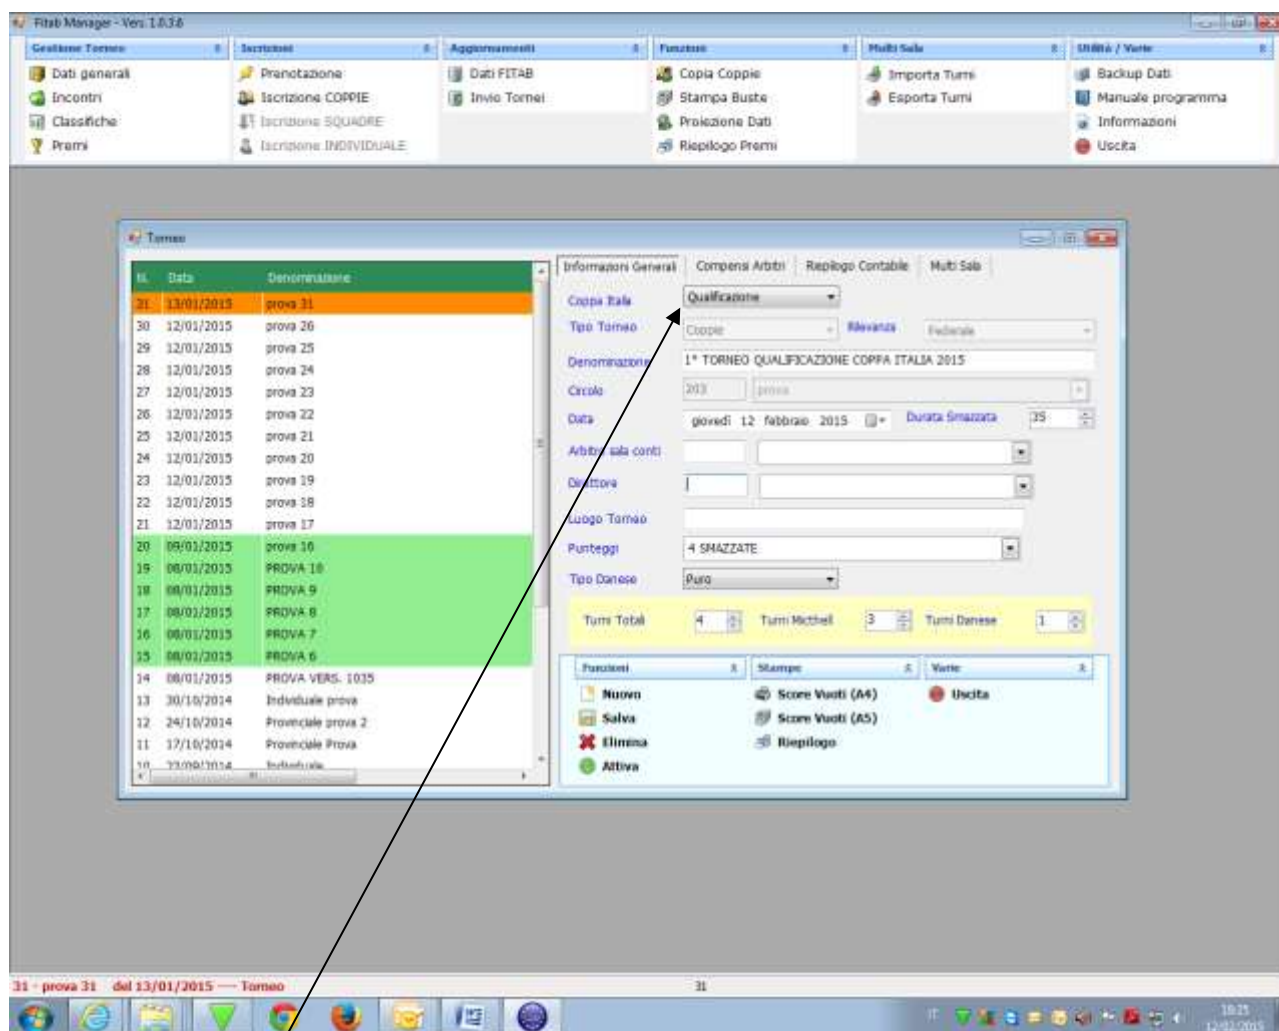 Fitab Manager - Vers. 1.0.3.6
Gestione Torneo
Dati generali
Incontri
Classifiche
Premi
Iscrizioni
Prenotazione
Iscrizione COPPIE
Iscrizione SQUADRE
Iscrizione INDIVIDUALE
Aggiornamenti
Dati FITAB
Invio Tornei
Funzioni
Copia Coppie
Stampa Buste
Proiezione Dati
Riepilogo Premi
Multi Sala
Importa Turni
Esporta Turni
Utilità / Varie
Backup Dati
Manuale programma
Informazioni
Uscita
Torneo
N. Data Denominazione
31 13/01/2015 prova 31
30 12/01/2015 prova 26
29 12/01/2015 prova 25
28 12/01/2015 prova 24
27 12/01/2015 prova 23
26 12/01/2015 prova 22
25 12/01/2015 prova 21
24 12/01/2015 prova 20
23 12/01/2015 prova 19
22 12/01/2015 prova 18
21 12/01/2015 prova 17
20 09/01/2015 prova 16
19 08/01/2015 PROVA 10
18 08/01/2015 PROVA 9
17 08/01/2015 PROVA 8
16 08/01/2015 PROVA 7
15 08/01/2015 PROVA 6
14 08/01/2015 PROVA VERS. 1035
13 30/10/2014 Individuale prova
12 24/10/2014 Provinciale prova 2
11 17/10/2014 Provinciale Prova
10 23/09/2014 Individuale
Informazioni Generali Compensi Arbitri Riepilogo Contabile Multi Sala
Coppa Italia Qualificazione
Tipo Torneo Coppie Rilevanza Federale
Denominazione 1° TORNEO QUALIFICAZIONE COPPA ITALIA 2015
Circolo 203 prova
Data giovedì 12 febbraio 2015 Durata Smazzata 35
Arbitro sala conti
Direttore
Luogo Torneo
Punteggi 4 SMAZZATE
Tipo Danese Puro
Turni Totali 4 Turni Micthell 3 Turni Danese 1
Funzioni
Nuovo
Salva
Elimina
Attiva
Stampe
Score Vuoti (A4)
Score Vuoti (A5)
Riepilogo
Varie
Uscita
31 - prova 31 del 13/01/2015 ---- Torneo 31
IT 18:25
12/02/2015